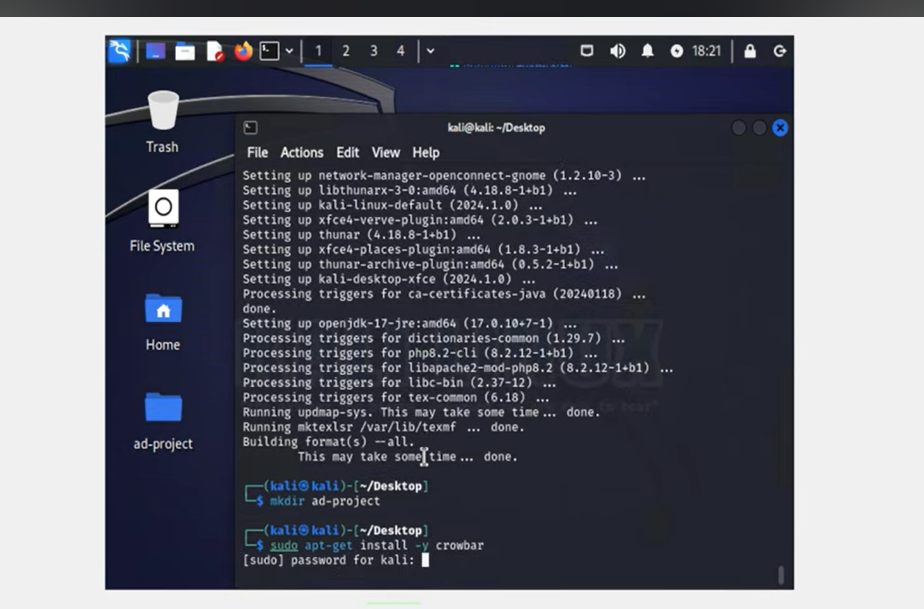 1 2 3 4 18:21
Trash
File System
Home
ad-project
kali@kali: ~/Desktop
File Actions Edit View Help
Setting up network-manager-openconnect-gnome (1.2.10-3) ...
Setting up libthunarx-3-0:amd64 (4.18.8-1+b1) ...
Setting up kali-linux-default (2024.1.0) ...
Setting up xfce4-verve-plugin:amd64 (2.0.3-1+b1) ...
Setting up thunar (4.18.8-1+b1) ...
Setting up xfce4-places-plugin:amd64 (1.8.3-1+b1) ...
Setting up thunar-archive-plugin:amd64 (0.5.2-1+b1) ...
Setting up kali-desktop-xfce (2024.1.0) ...
Processing triggers for ca-certificates-java (20240118) ...
done.
Setting up openjdk-17-jre:amd64 (17.0.10+7-1) ...
Processing triggers for dictionaries-common (1.29.7) ...
Processing triggers for php8.2-cli (8.2.12-1+b1) ...
Processing triggers for libapache2-mod-php8.2 (8.2.12-1+b1) ...
Processing triggers for libc-bin (2.37-12) ...
Processing triggers for tex-common (6.18) ...
Running updmap-sys. This may take some time... done.
Running mktexlsr /var/lib/texmf ... done.
Building format(s) --all.
This may take some time... done.
┌──(kali㉿kali)-[~/Desktop]
└─$ mkdir ad-project
┌──(kali㉿kali)-[~/Desktop]
└─$ sudo apt-get install -y crowbar
[sudo] password for kali: